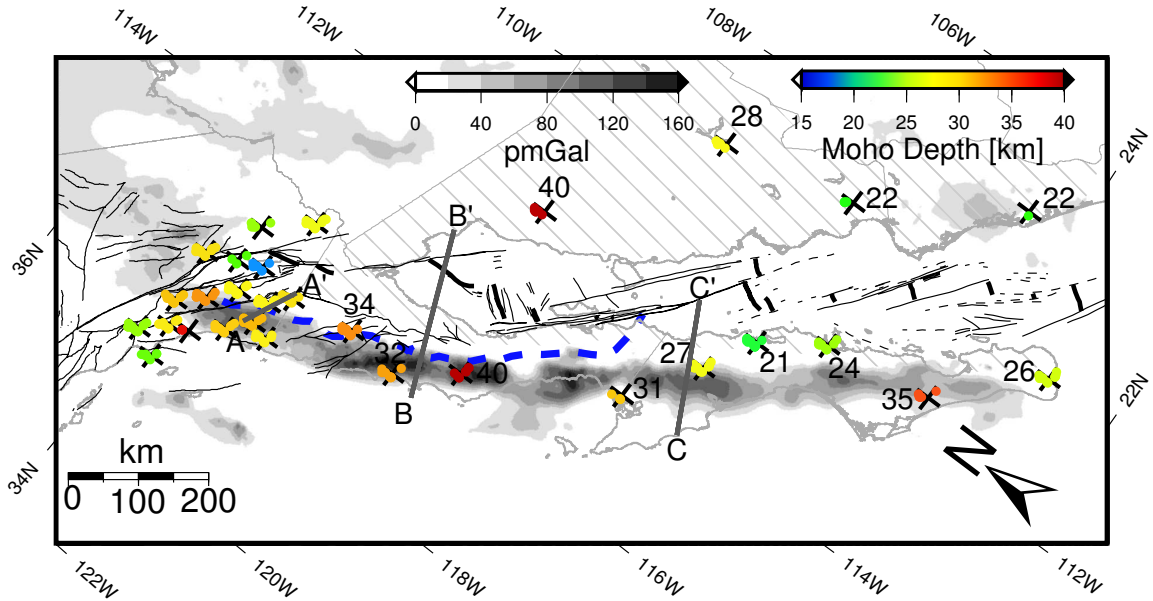 114W 112W 110W 108W 106W
0 40 80 120 160
pmGal
15 20 25 30 35 40
Moho Depth [km]
24N
28
40
22
22
B'
36N
A'
C'
34
A
32
40
27
21
24
26
31
35
B
C
22N
34N
km
0 100 200
N
122W 120W 118W 116W 114W 112W